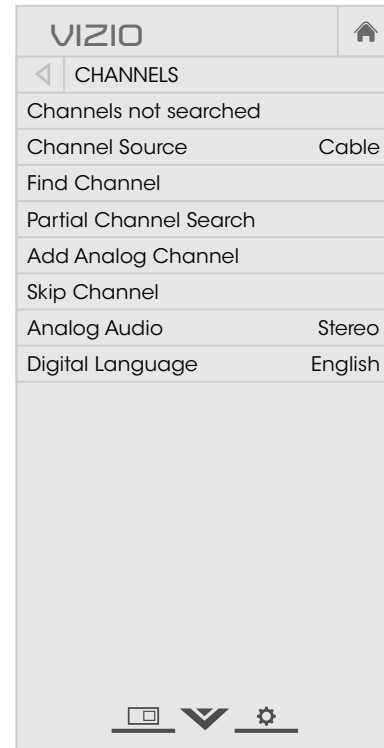 VIZIO
CHANNELS
Channels not searched
Channel Source Cable
Find Channel
Partial Channel Search
Add Analog Channel
Skip Channel
Analog Audio Stereo
Digital Language English